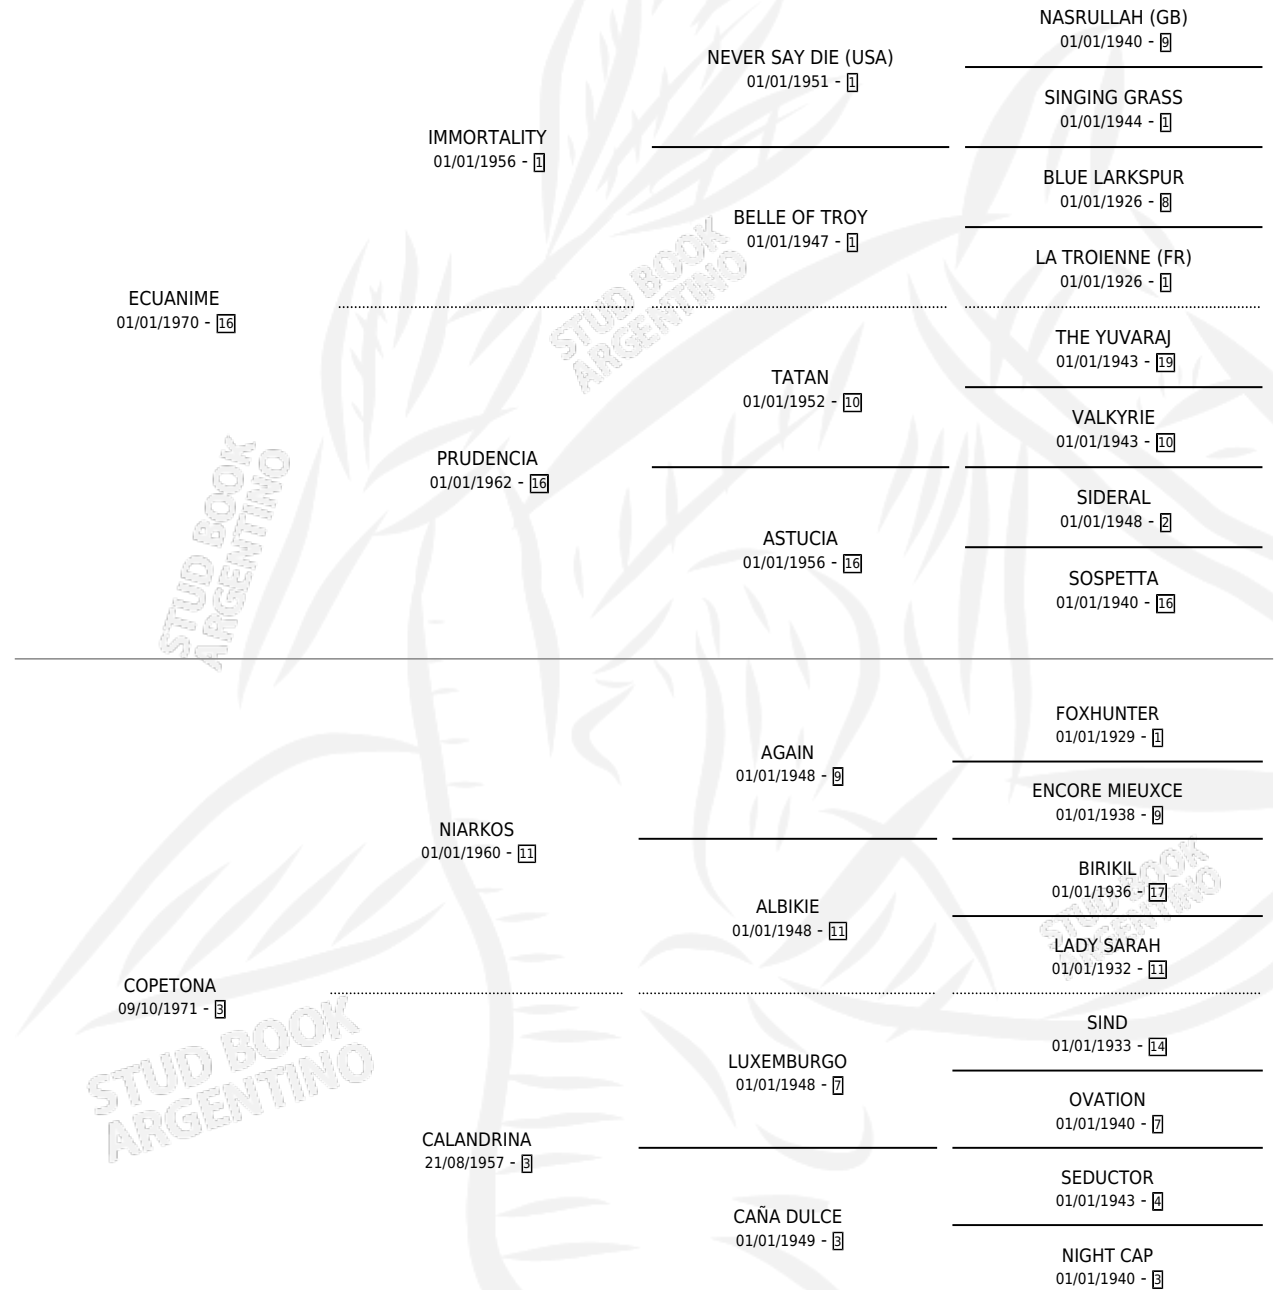 NASRULLAH (GB)
01/01/1940 - 9
NEVER SAY DIE (USA)
01/01/1951 - 1
SINGING GRASS
01/01/1944 - 1
IMMORTALITY
01/01/1956 - 1
BLUE LARKSPUR
01/01/1926 - 8
BELLE OF TROY
01/01/1947 - 1
LA TROIENNE (FR)
01/01/1926 - 1
ECUANIME
01/01/1970 - 16
THE YUVARAJ
01/01/1943 - 19
TATAN
01/01/1952 - 10
VALKYRIE
01/01/1943 - 10
PRUDENCIA
01/01/1962 - 16
SIDERAL
01/01/1948 - 2
ASTUCIA
01/01/1956 - 16
SOSPETTA
01/01/1940 - 16
STUD BOOK
ARGENTINO
STUD BOOK
ARGENTINO
FOXHUNTER
01/01/1929 - 1
AGAIN
01/01/1948 - 9
ENCORE MIEUXCE
01/01/1938 - 9
NIARKOS
01/01/1960 - 11
BIRIKIL
01/01/1936 - 17
ALBIKIE
01/01/1948 - 11
LADY SARAH
01/01/1932 - 11
COPETONA
09/10/1971 - 3
SIND
01/01/1933 - 14
LUXEMBURGO
01/01/1948 - 7
OVATION
01/01/1940 - 7
CALANDRINA
21/08/1957 - 3
SEDUCTOR
01/01/1943 - 4
CAÑA DULCE
01/01/1949 - 3
NIGHT CAP
01/01/1940 - 3
STUD BOOK
ARGENTINO
STUD BOOK
ARGENTINO